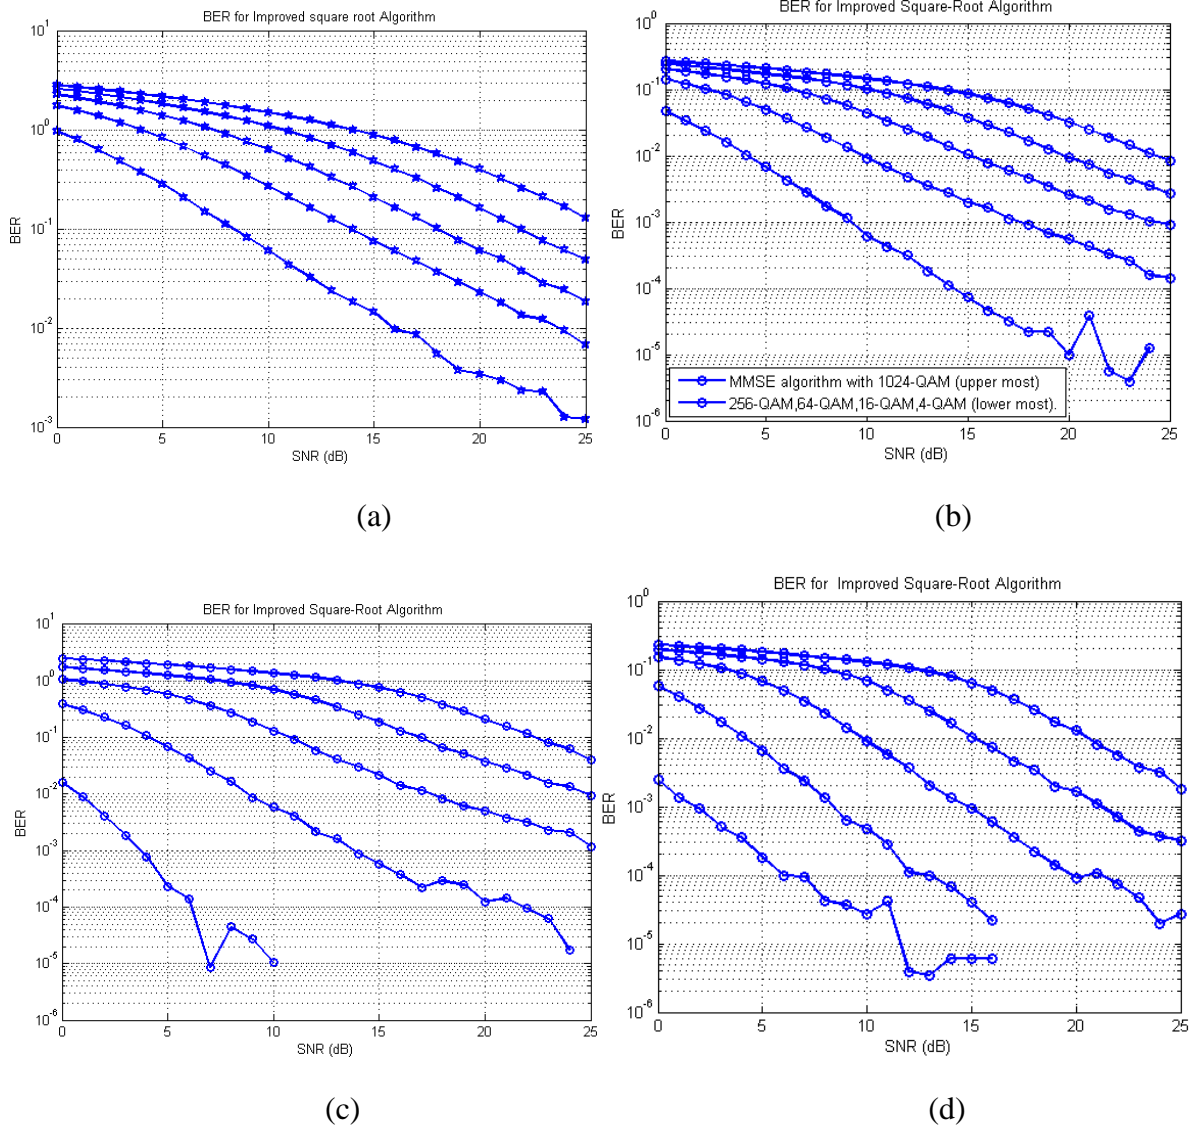 BER for Improved square root Algorithm
10^1
10^0
10^-1
10^-2
10^-3
BER
0 5 10 15 20 25
SNR (dB)
(a)
BER for Improved Square-Root Algorithm
10^0
10^-1
10^-2
10^-3
10^-4
10^-5
10^-6
BER
MMSE algorithm with 1024-QAM (upper most)
256-QAM,64-QAM,16-QAM,4-QAM (lower most).
0 5 10 15 20 25
SNR (dB)
(b)
BER for Improved Square-Root Algorithm
10^1
10^0
10^-1
10^-2
10^-3
10^-4
10^-5
10^-6
BER
0 5 10 15 20 25
SNR (dB)
(c)
BER for Improved Square-Root Algorithm
10^0
10^-1
10^-2
10^-3
10^-4
10^-5
10^-6
BER
0 5 10 15 20 25
SNR (dB)
(d)